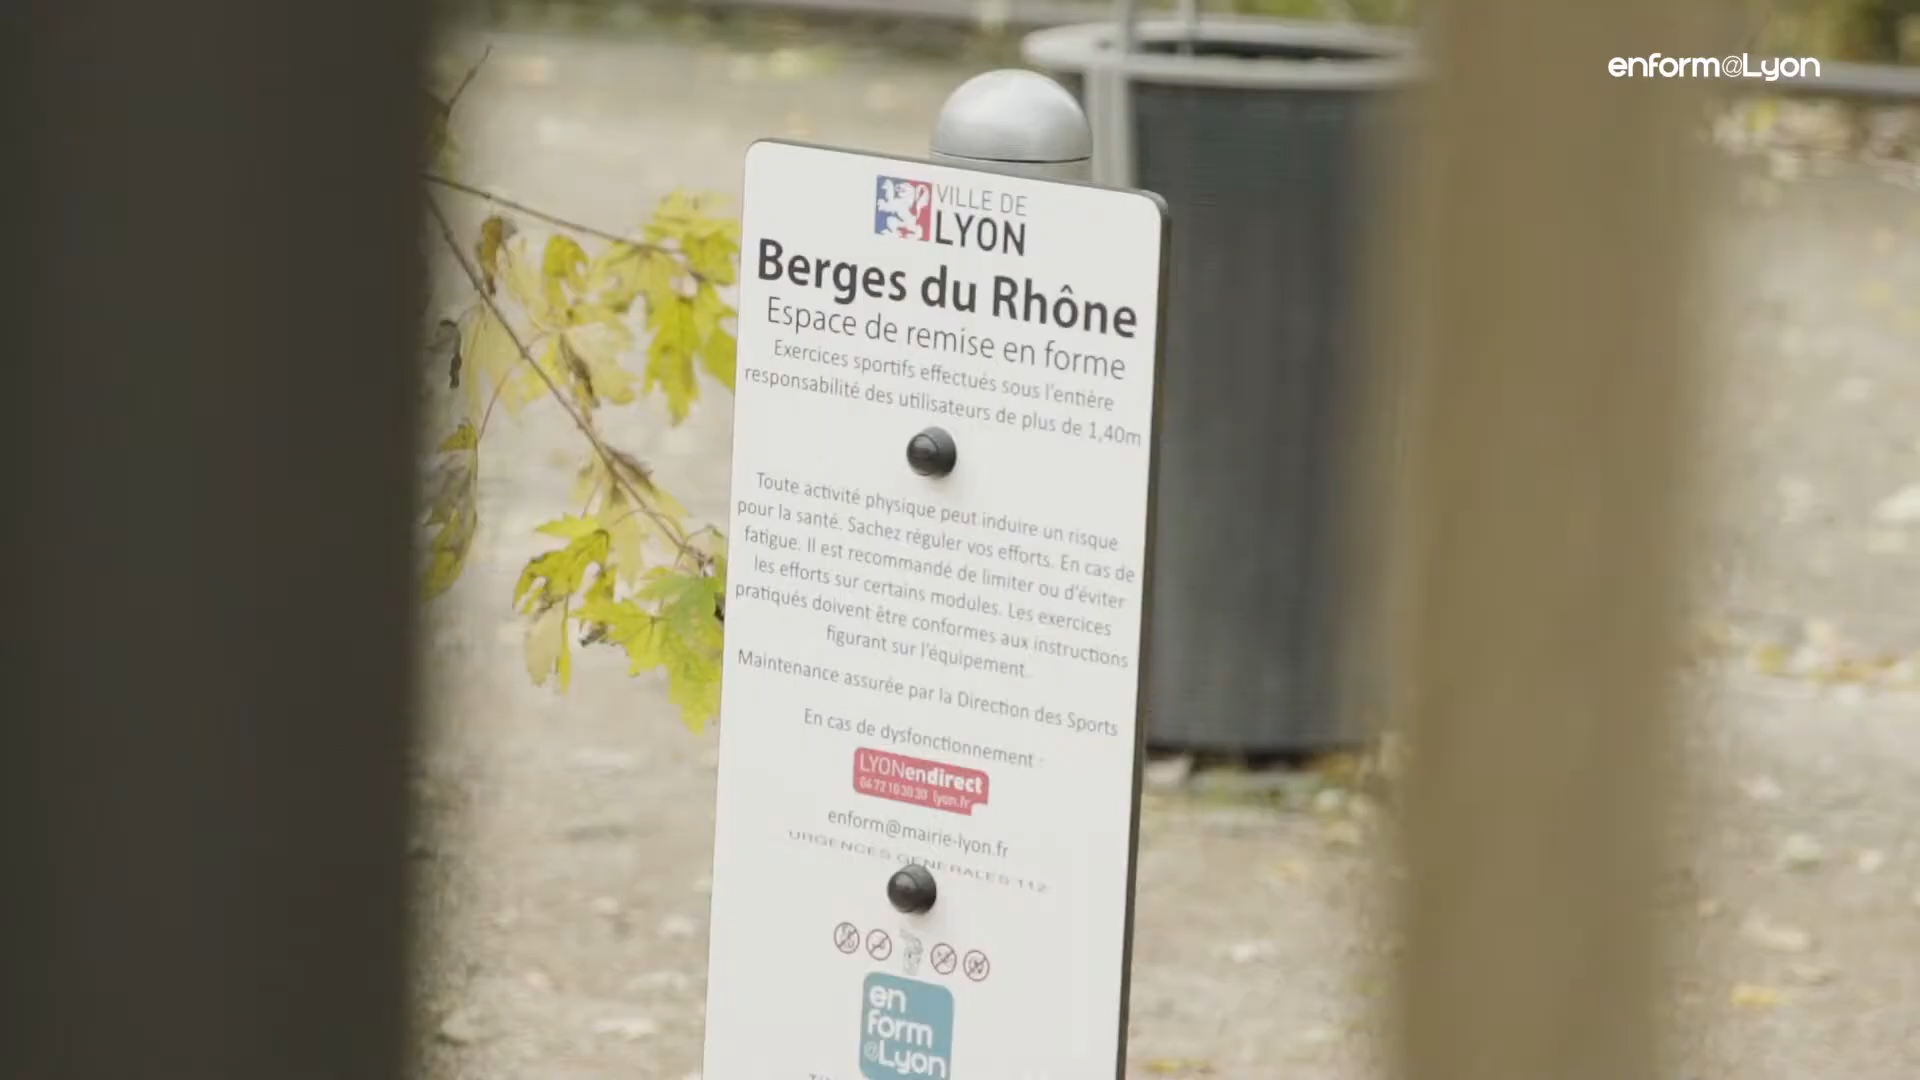 enform@Lyon
VILLE DE
LYON
Berges du Rhône
Espace de remise en forme
Exercices sportifs effectués sous l'entière
responsabilité des utilisateurs de plus de 1,40m
Toute activité physique peut induire un risque
pour la santé. Sachez réguler vos efforts. En cas de
fatigue. Il est recommandé de limiter ou d'éviter
les efforts sur certains modules. Les exercices
pratiqués doivent être conformes aux instructions
figurant sur l'équipement.
Maintenance assurée par la Direction des Sports
En cas de dysfonctionnement :
LYONendirect
04 72 10 30 30 lyon.fr
enform@mairie-lyon.fr
URGENCES GENERALES 112
en
form
@Lyon